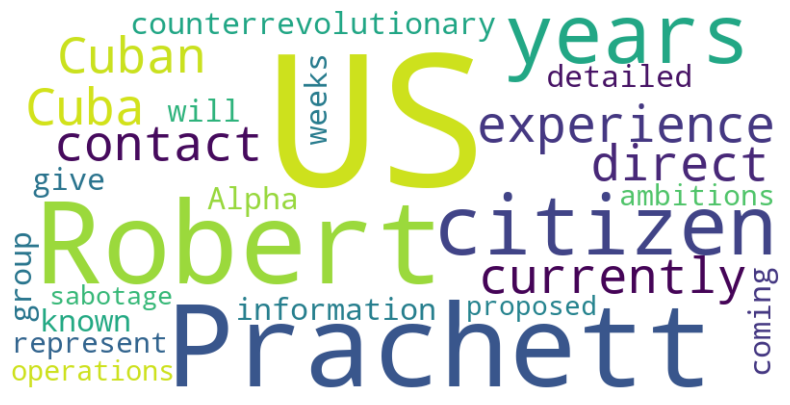 counterrevolutionary
years
Cuban
US
weeks
detailed
Cuba
will
contact
experience
direct
give
Alpha
ambitions
Robert
citizen
group
currently
coming
sabotage
information
proposed
known
Prachett
represent
operations